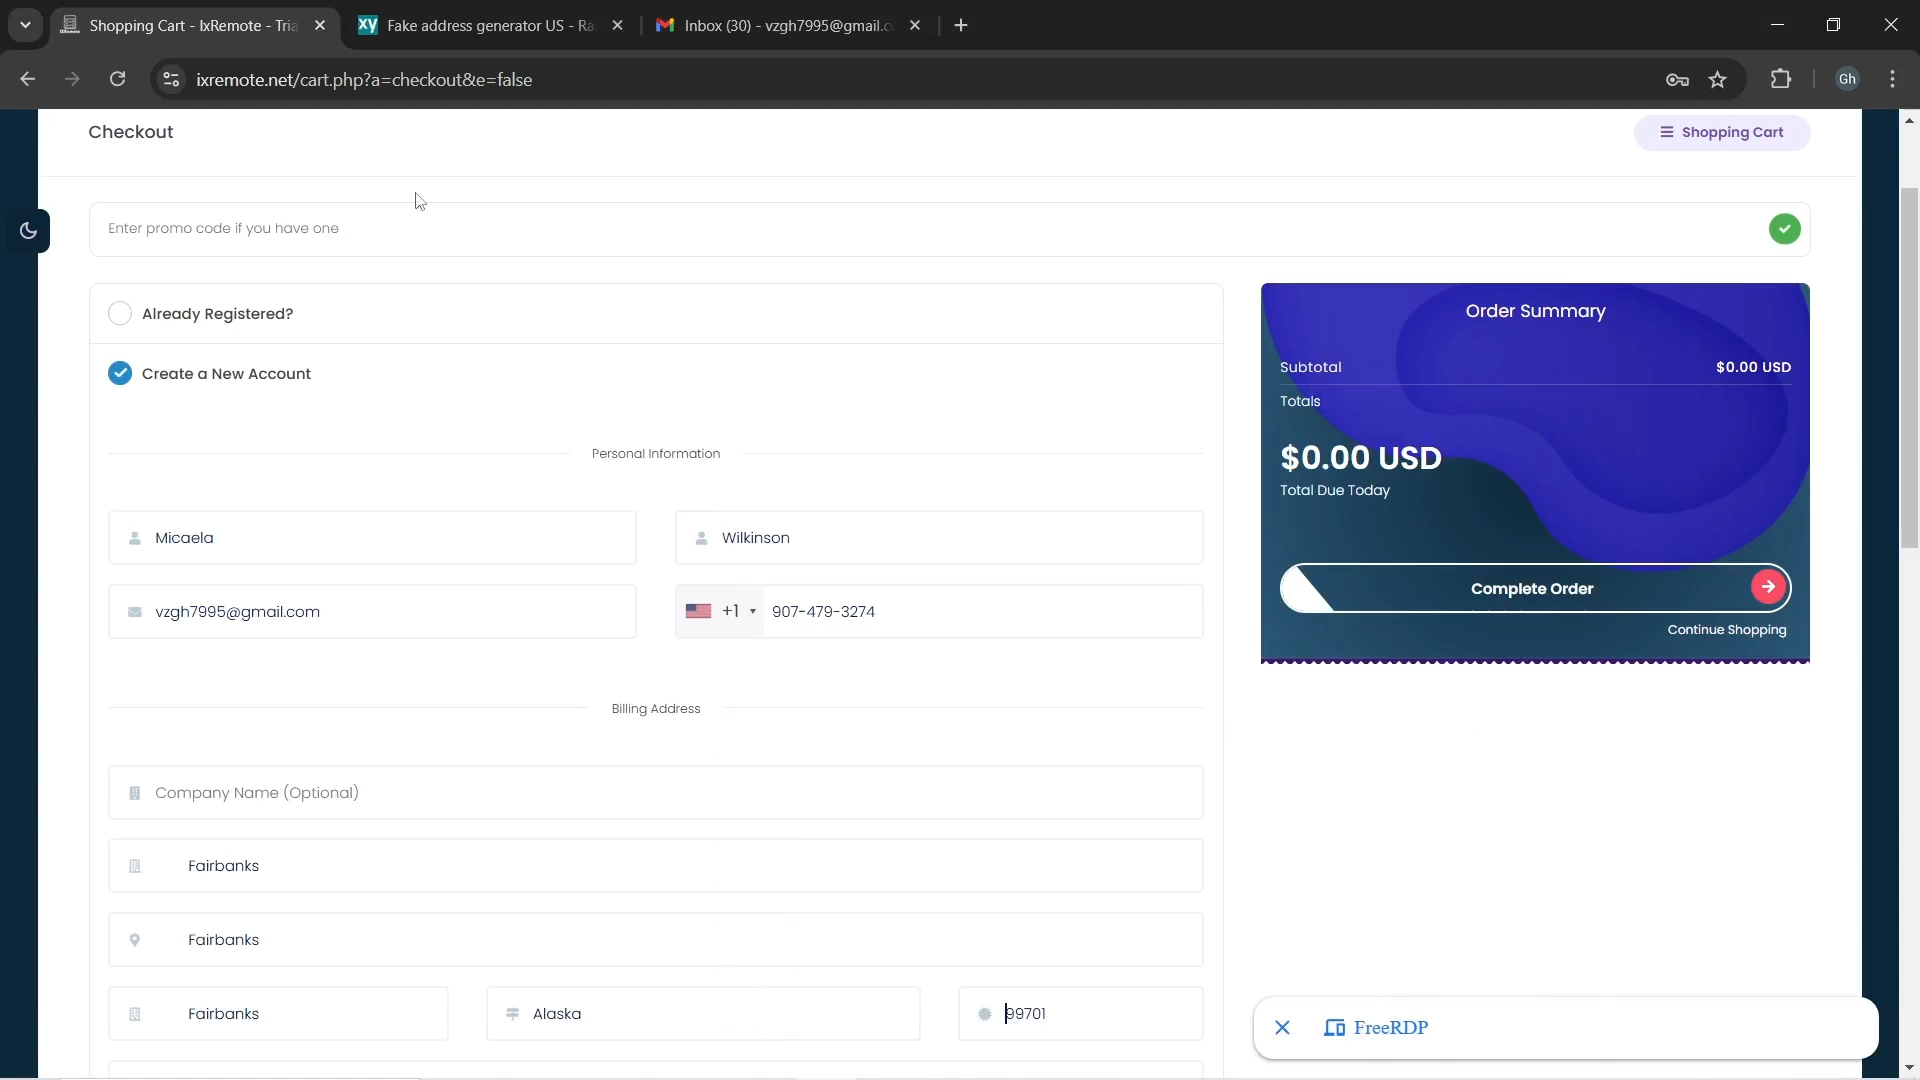 Shopping Cart - IxRemote - Tria
Fake address generator US - Ra
Inbox (30) - vzgh7995@gmail.c
ixremote.net/cart.php?a=checkout&e=false
Gh
Checkout
Shopping Cart
Enter promo code if you have one
Already Registered?
Create a New Account
Personal Information
Micaela
Wilkinson
vzgh7995@gmail.com
+1
907-479-3274
Billing Address
Company Name (Optional)
Fairbanks
Fairbanks
Fairbanks
Alaska
99701
Order Summary
Subtotal
$0.00 USD
Totals
$0.00 USD
Total Due Today
Complete Order
Continue Shopping
FreeRDP